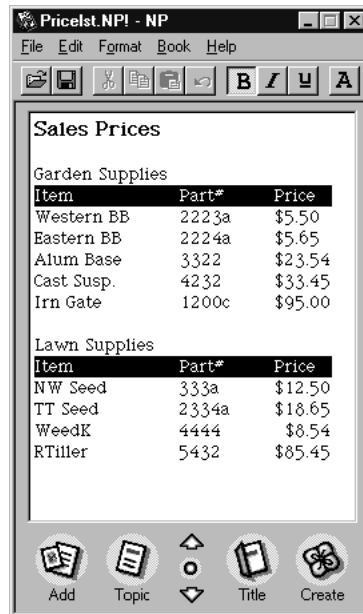 Pricelst.NP! - NP
File Edit Format Book Help
B I U A
Sales Prices
Garden Supplies
Item Part# Price
Western BB 2223a $5.50
Eastern BB 2224a $5.65
Alum Base 3322 $23.54
Cast Susp. 4232 $33.45
Irn Gate 1200c $95.00
Lawn Supplies
Item Part# Price
NW Seed 333a $12.50
TT Seed 2334a $18.65
WeedK 4444 $8.54
RTiller 5432 $85.45
Add Topic Title Create